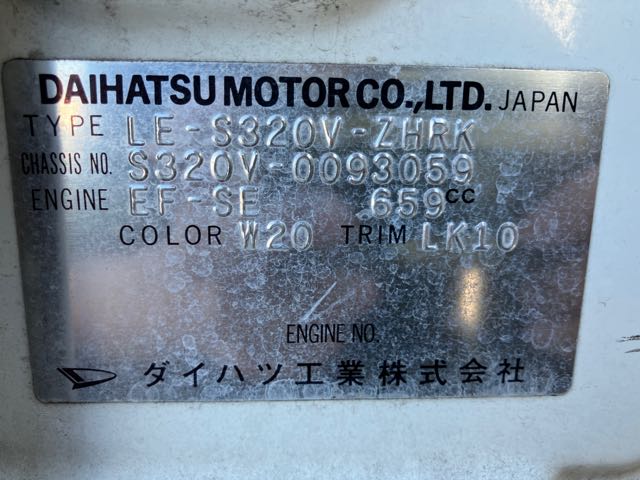 DAIHATSU MOTOR CO.,LTD. JAPAN
TYPE LE-S320V-ZHRK
CHASSIS NO. S320V-0093059
ENGINE EF-SE 659cc
COLOR W20 TRIM LK10
ENGINE NO.
ダイハツ工業株式会社